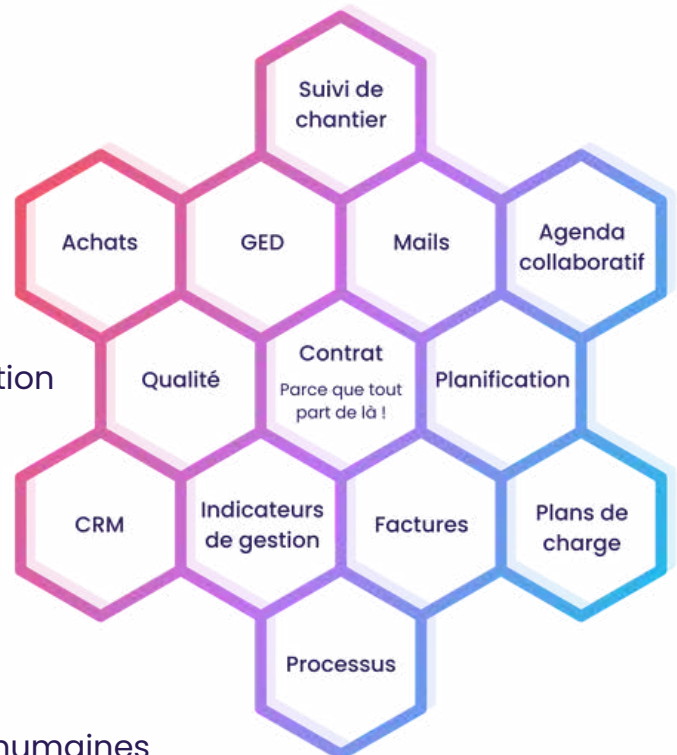 Suivi de
chantier
Achats
GED
Mails
Agenda
collaboratif
tion
Qualité
Contrat
Parce que tout
part de là !
Planification
CRM
Indicateurs
de gestion
Factures
Plans de
charge
Processus
humaines